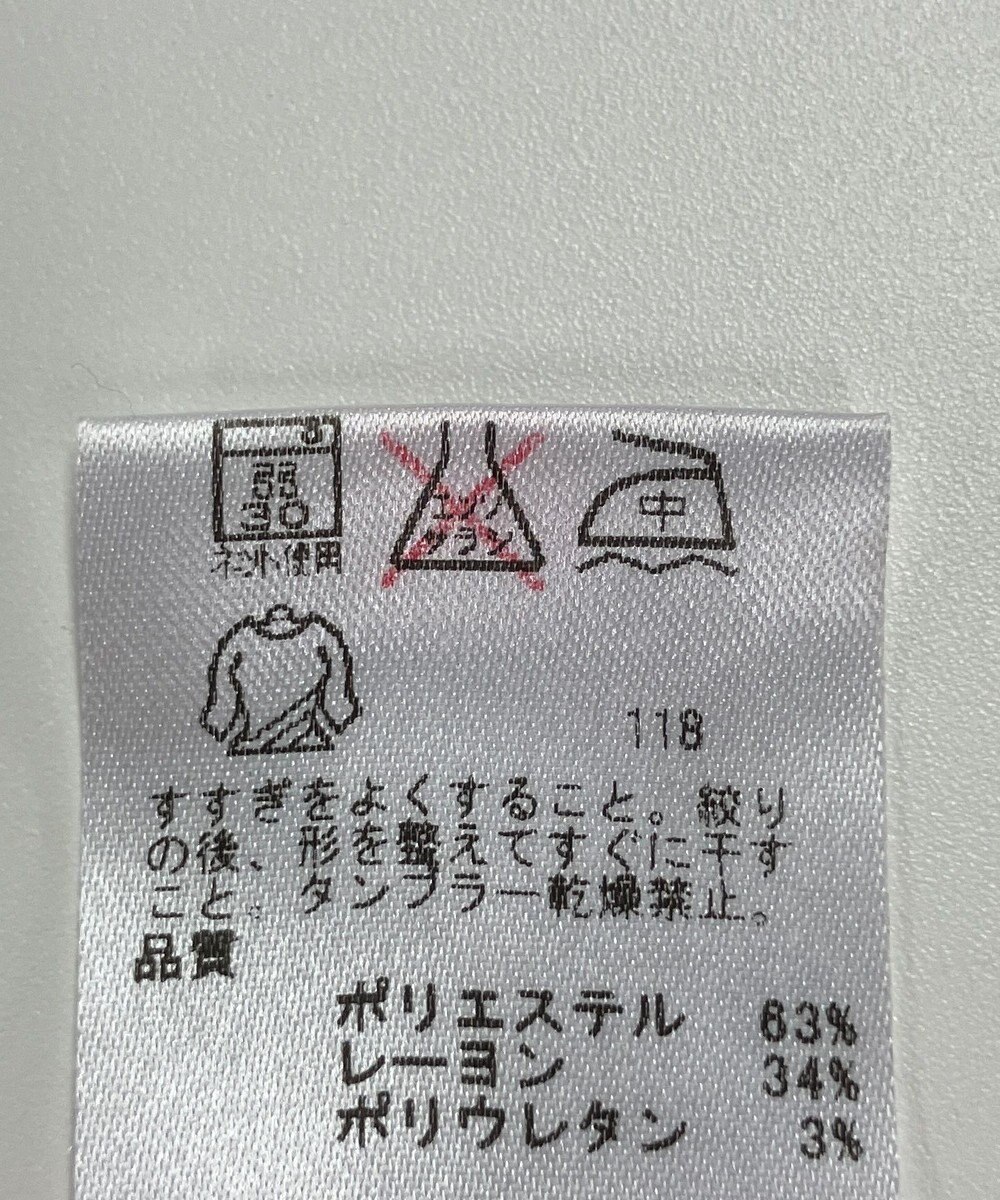 弱
30
ネット使用
エンソ
サラシ
中
118
すすぎをよくすること。絞り
の後、形を整えてすぐに干す
こと。タンブラー乾燥禁止。
品質
ポリエステル 63%
レーヨン 34%
ポリウレタン 3%